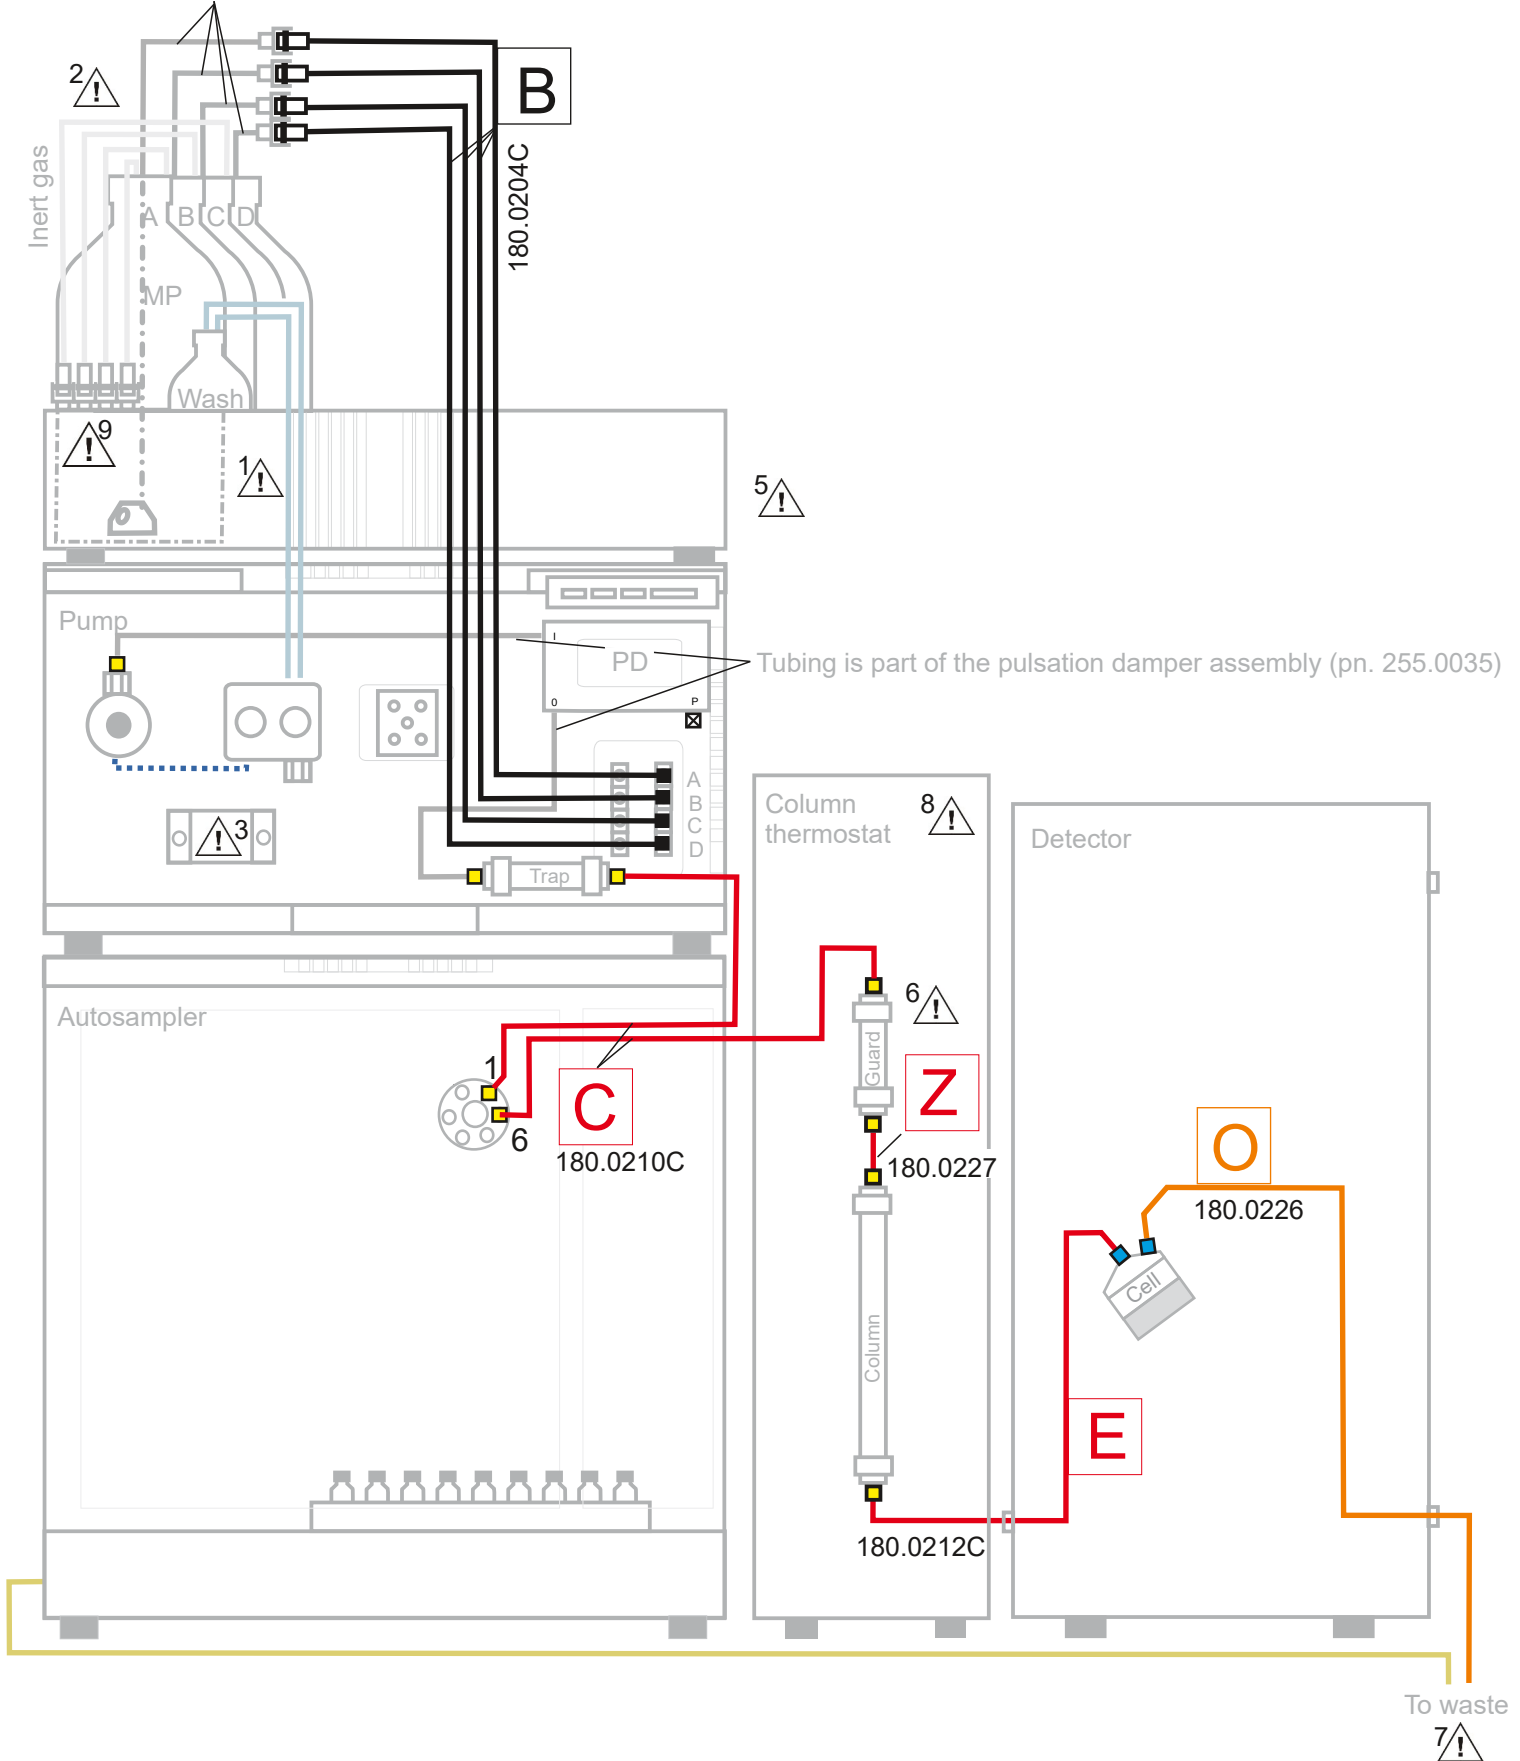 B
180.0204C
2
Inert gas
A B C D
MP
Wash
9
1
5
Pump
I
PD
0
P
Tubing is part of the pulsation damper assembly (pn. 255.0035)
A
B
C
D
3
Trap
Column
thermostat
8
Detector
Autosampler
6
Guard
1
6
C
180.0210C
Z
180.0227
O
180.0226
Cell
Column
E
180.0212C
To waste
7